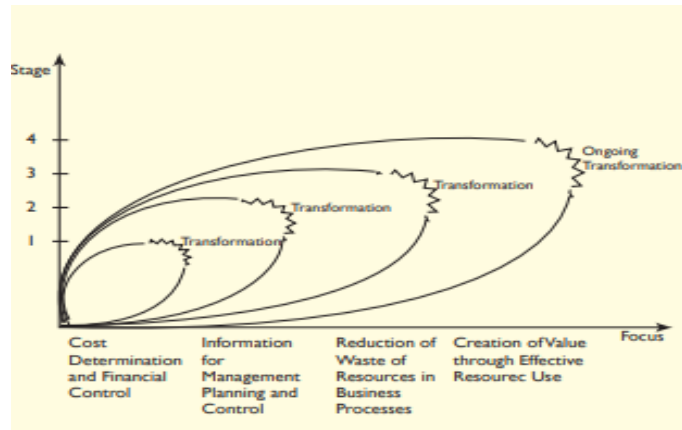 Stage
4
3
2
1
Ongoing
Transformation
Transformation
Transformation
Transformation
Focus
Cost
Determination
and Financial
Control
Information
for
Management
Planning and
Control
Reduction of
Waste of
Resources in
Business
Processes
Creation of Value
through Effective
Resourec Use